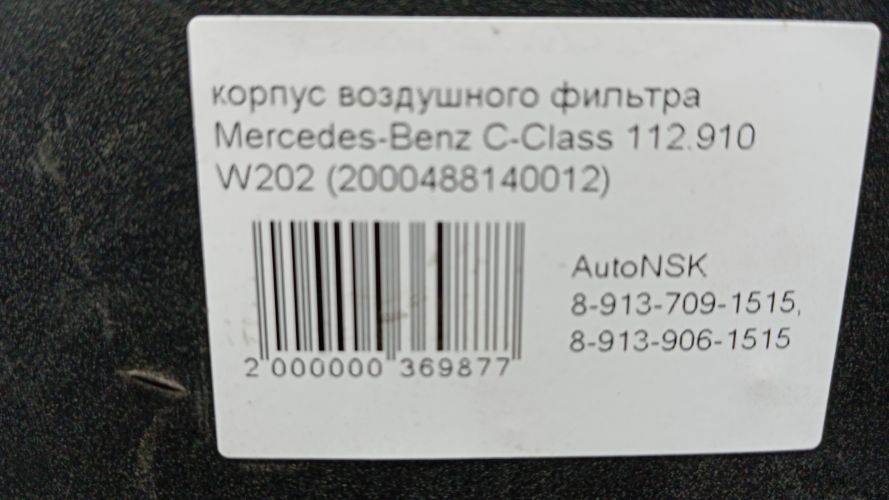 корпус воздушного фильтра
Mercedes-Benz C-Class 112.910
W202 (2000488140012)
AutoNSK
8-913-709-1515,
8-913-906-1515
2 000000 369877